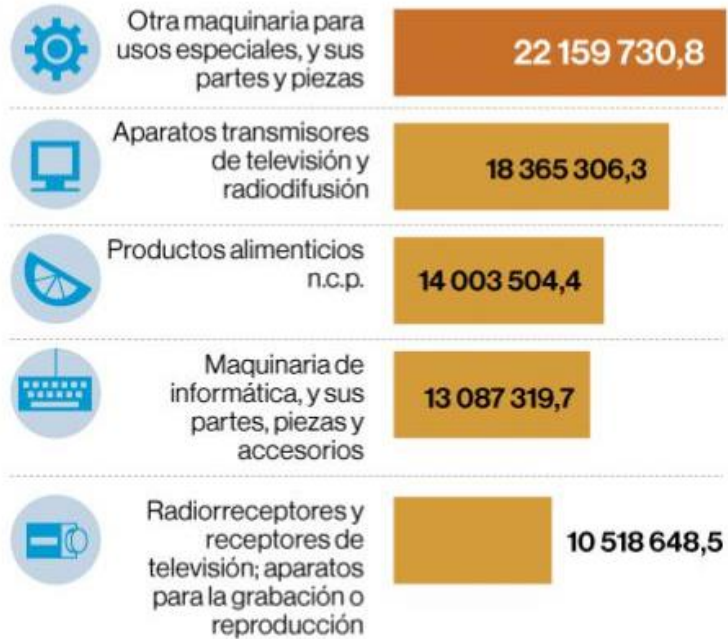 Otra maquinaria para
usos especiales, y sus
partes y piezas
22 159 730,8
Aparatos transmisores
de televisión y
radiodifusión
18 365 306,3
Productos alimenticios
n.c.p.
14 003 504,4
Maquinaria de
informática, y sus
partes, piezas y
accesorios
13 087 319,7
Radiorreceptores y
receptores de
televisión; aparatos
para la grabación o
reproducción
10 518 648,5